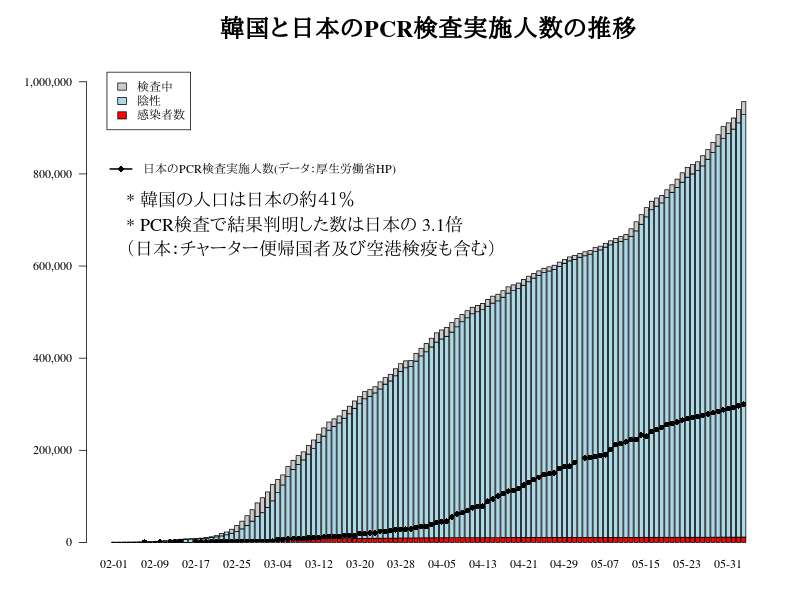 韓国と日本のPCR検査実施人数の推移
検査中
陰性
感染者数
日本のPCR検査実施人数(データ：厚生労働省HP)
* 韓国の人口は日本の約41%
* PCR検査で結果判明した数は日本の 3.1倍
（日本：チャーター便帰国者及び空港検疫も含む）
1,000,000
800,000
600,000
400,000
200,000
0
02-01 02-09 02-17 02-25 03-04 03-12 03-20 03-28 04-05 04-13 04-21 04-29 05-07 05-15 05-23 05-31